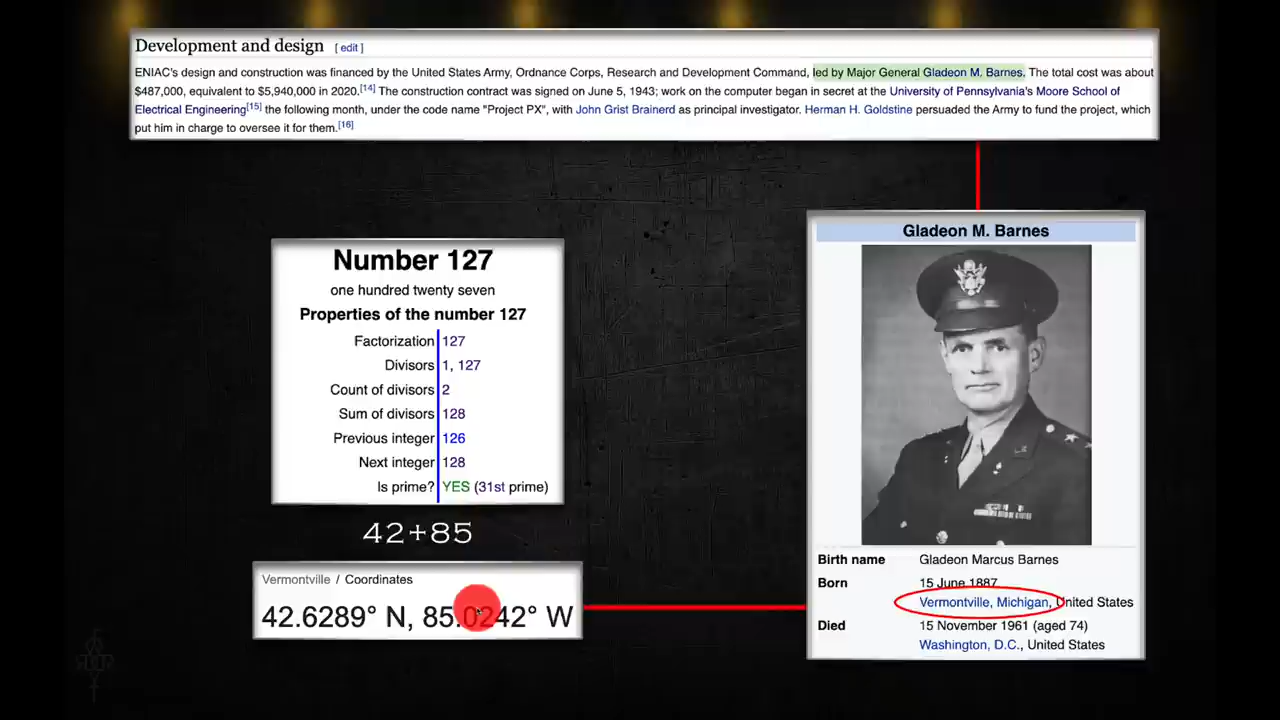 Development and design [ edit ]
ENIAC's design and construction was financed by the United States Army, Ordnance Corps, Research and Development Command, led by Major General Gladeon M. Barnes. The total cost was about
$487,000, equivalent to $5,940,000 in 2020.[14] The construction contract was signed on June 5, 1943; work on the computer began in secret at the University of Pennsylvania's Moore School of
Electrical Engineering[15] the following month, under the code name "Project PX", with John Grist Brainerd as principal investigator. Herman H. Goldstine persuaded the Army to fund the project, which
put him in charge to oversee it for them.[16]
Number 127
one hundred twenty seven
Properties of the number 127
Factorization 127
Divisors 1, 127
Count of divisors 2
Sum of divisors 128
Previous integer 126
Next integer 128
Is prime? YES (31st prime)
42+85
Vermontville / Coordinates
42.6289° N, 85.0242° W
Gladeon M. Barnes
Birth name Gladeon Marcus Barnes
Born 15 June 1887
Vermontville, Michigan, United States
Died 15 November 1961 (aged 74)
Washington, D.C., United States